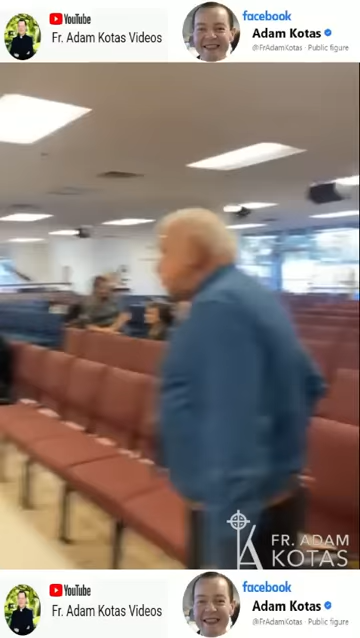 YouTube
Fr. Adam Kotas Videos
facebook
Adam Kotas
@FrAdamKotas · Public figure
FR. ADAM
KOTAS
YouTube
Fr. Adam Kotas Videos
facebook
Adam Kotas
@FrAdamKotas · Public figure